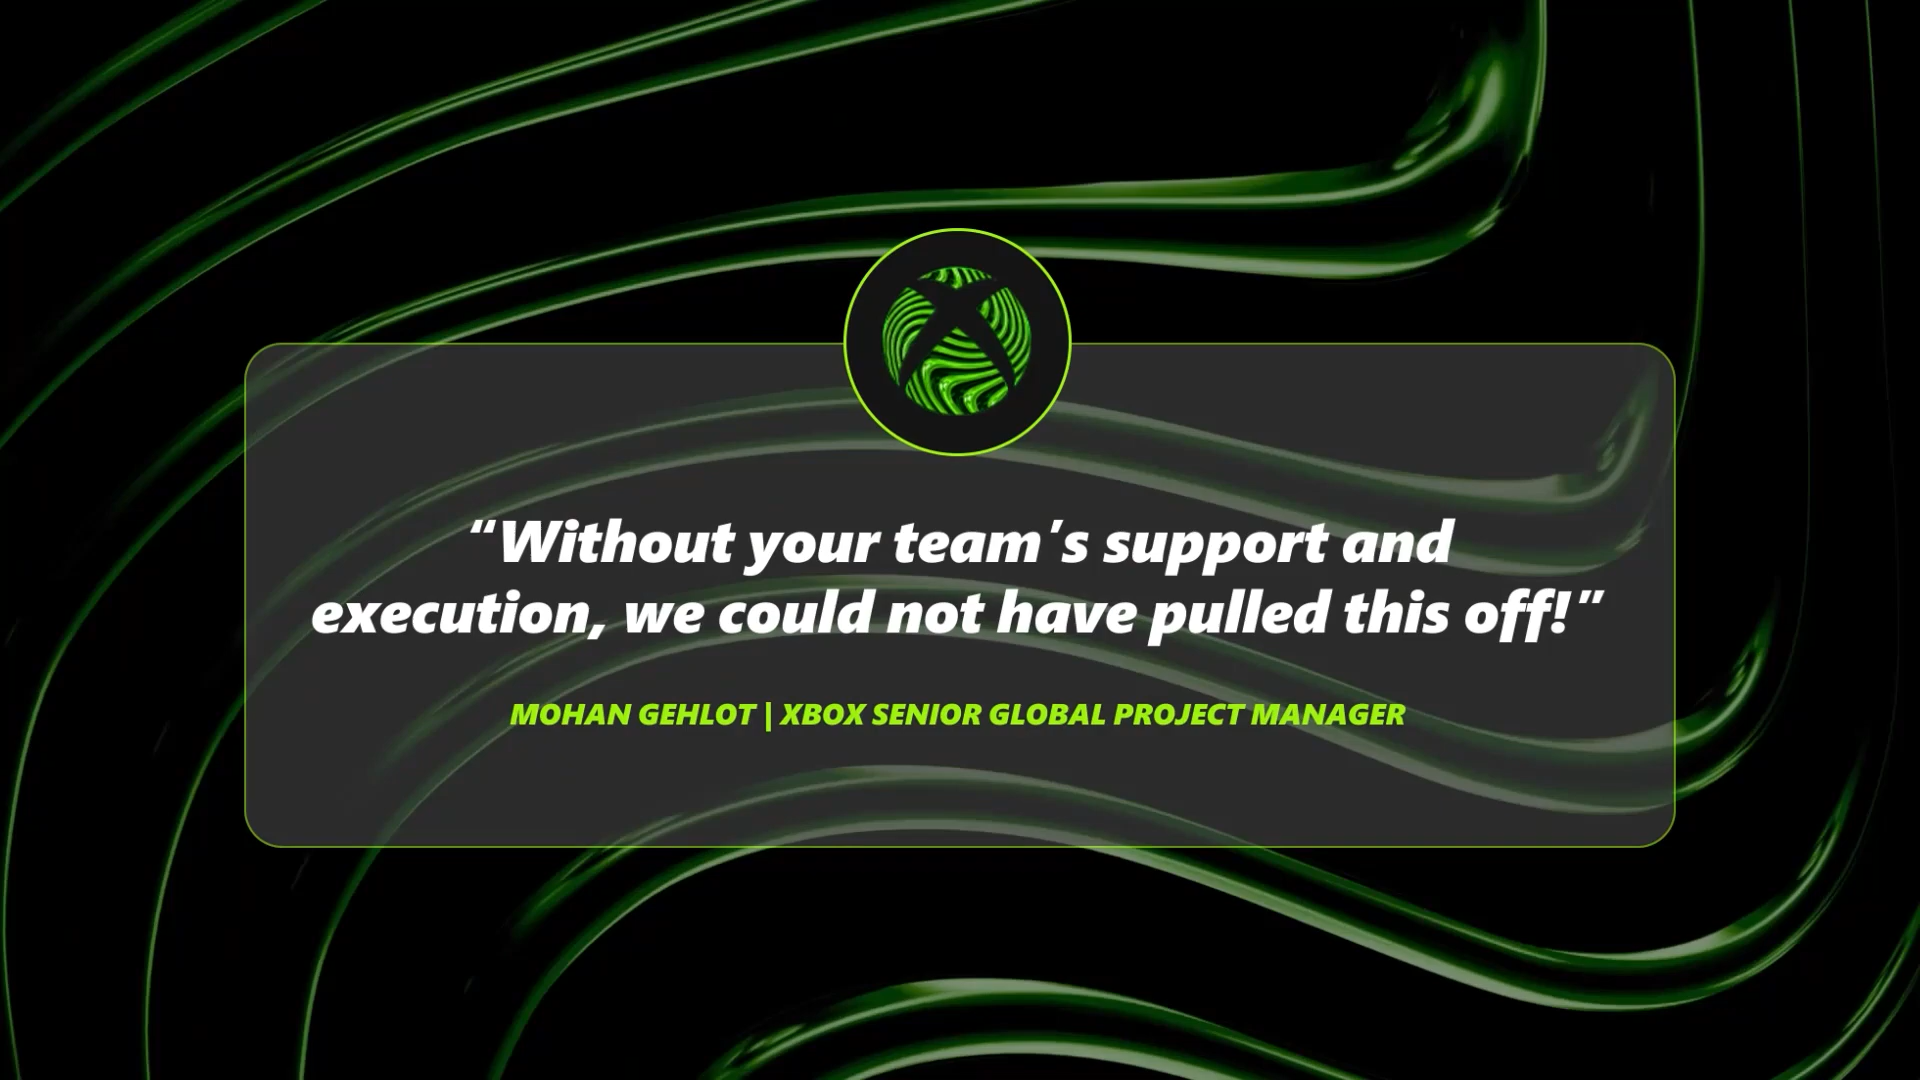 “Without your team's support and
execution, we could not have pulled this off!”
MOHAN GEHLOT | XBOX SENIOR GLOBAL PROJECT MANAGER